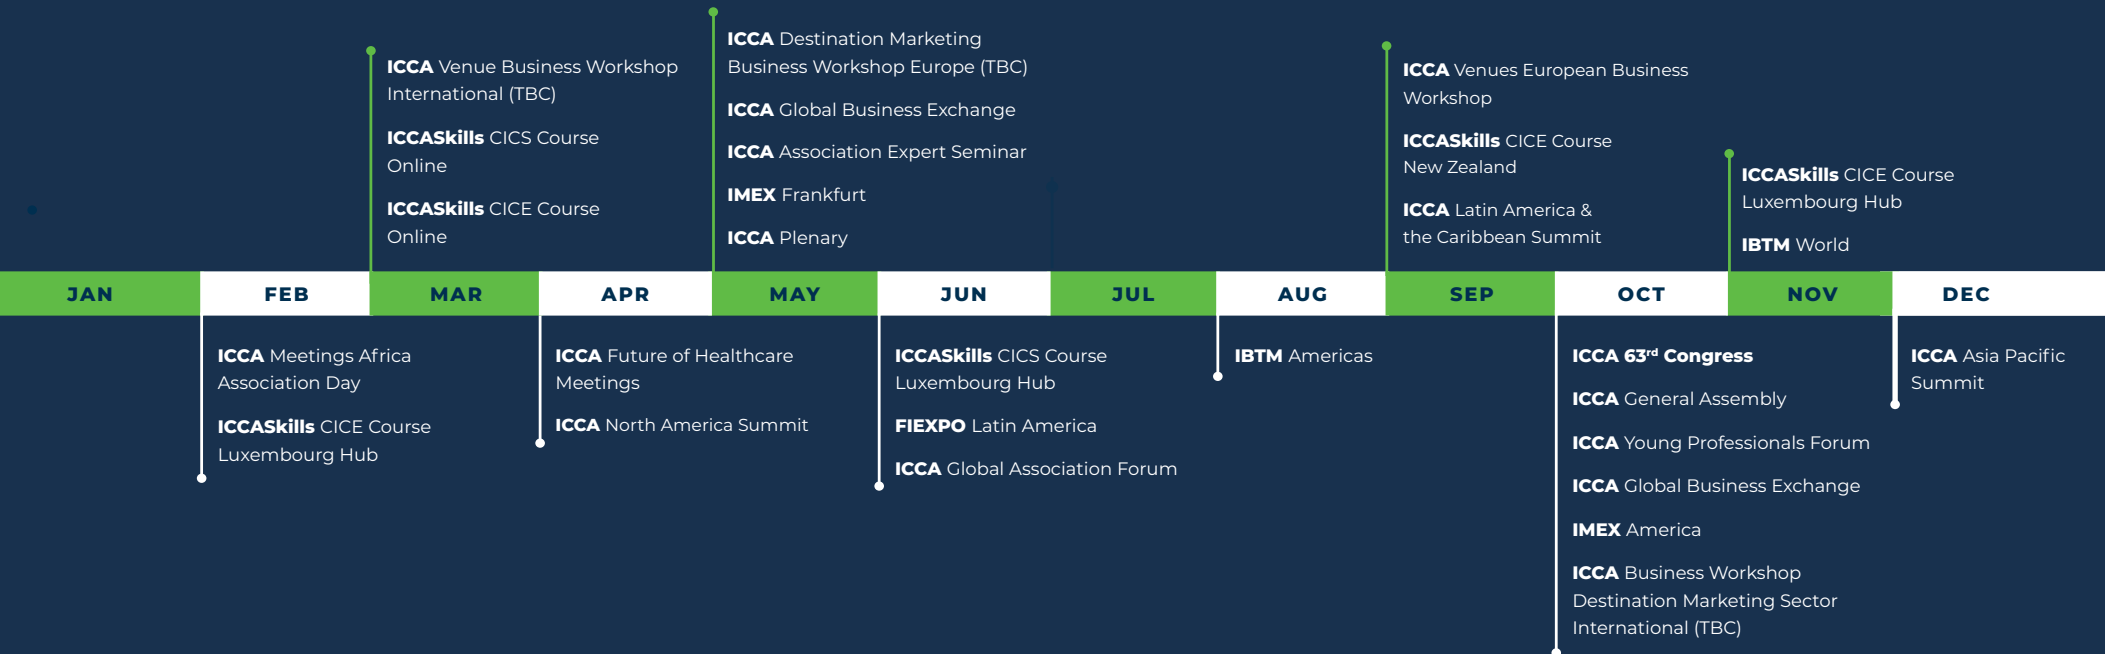 ICCA Venue Business Workshop
International (TBC)
ICCASkills CICS Course
Online
ICCASkills CICE Course
Online
ICCA Destination Marketing
Business Workshop Europe (TBC)
ICCA Global Business Exchange
ICCA Association Expert Seminar
IMEX Frankfurt
ICCA Plenary
ICCA Venues European Business
Workshop
ICCASkills CICE Course
New Zealand
ICCA Latin America &
the Caribbean Summit
ICCASkills CICE Course
Luxembourg Hub
IBTM World
JAN FEB MAR APR MAY JUN JUL AUG SEP OCT NOV DEC
ICCA Meetings Africa
Association Day
ICCASkills CICE Course
Luxembourg Hub
ICCA Future of Healthcare
Meetings
ICCA North America Summit
ICCASkills CICS Course
Luxembourg Hub
FIEXPO Latin America
ICCA Global Association Forum
IBTM Americas
ICCA 63rd Congress
ICCA General Assembly
ICCA Young Professionals Forum
ICCA Global Business Exchange
IMEX America
ICCA Business Workshop
Destination Marketing Sector
International (TBC)
ICCA Asia Pacific
Summit